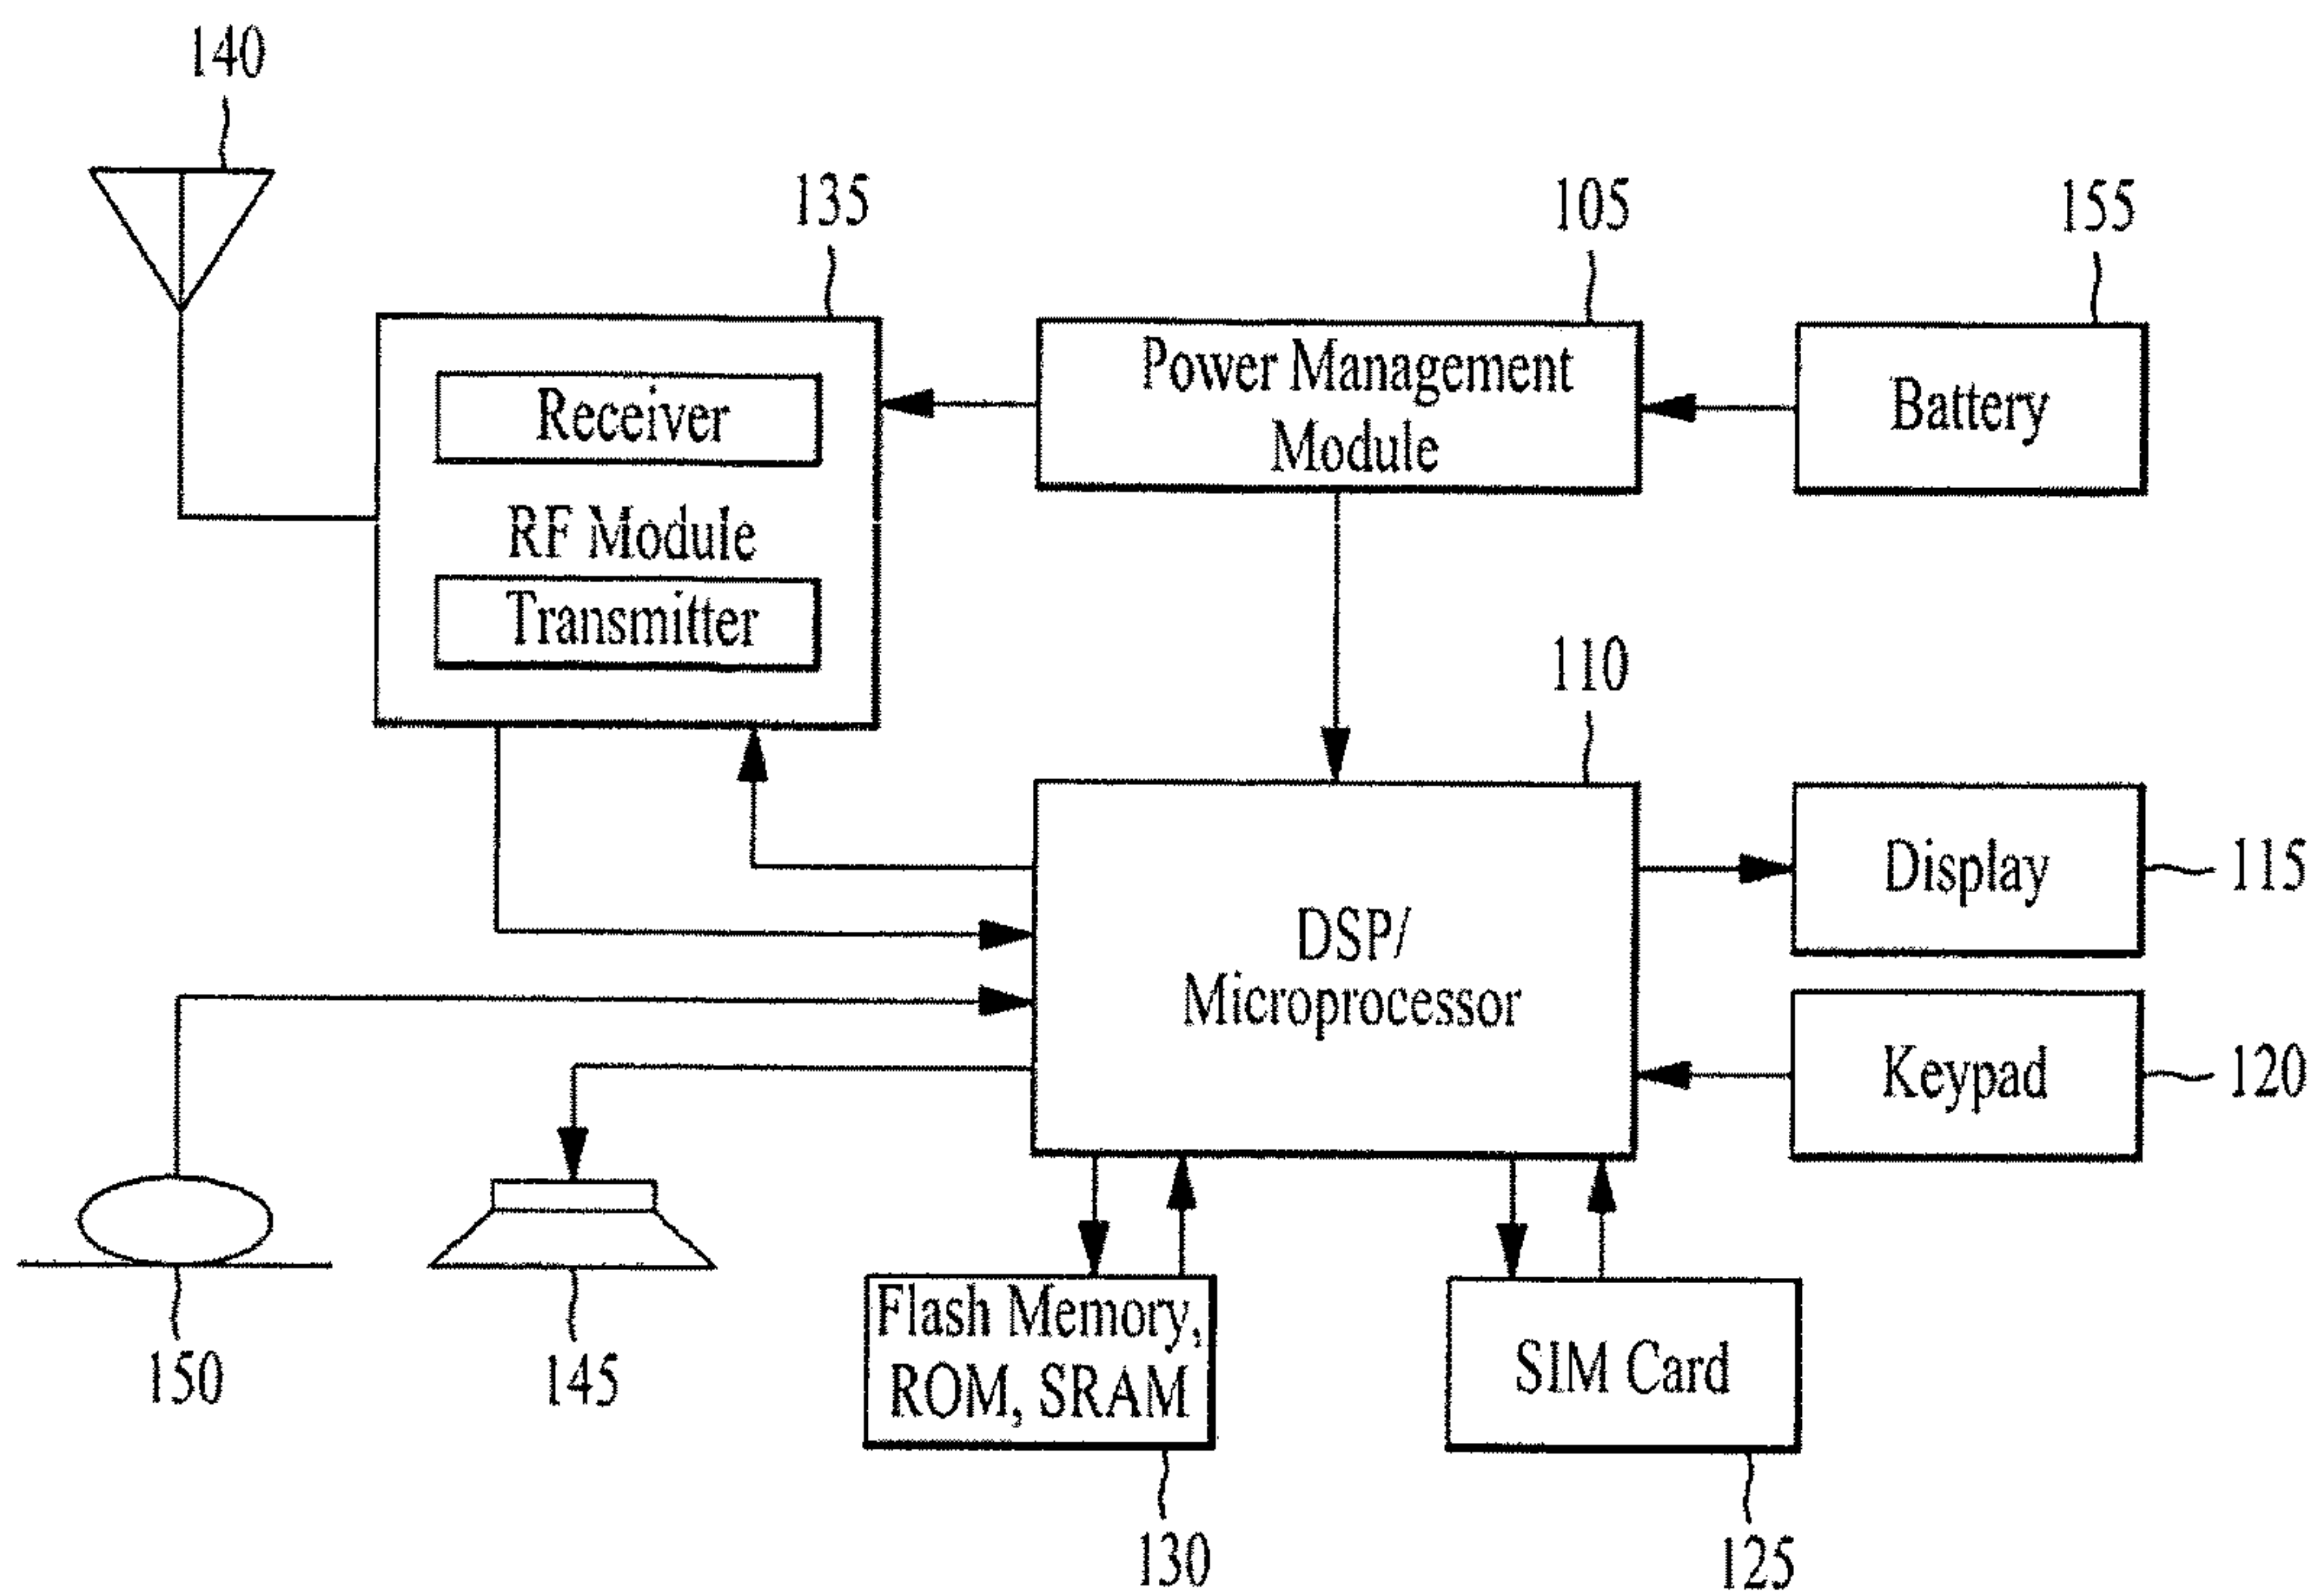 140
135
105
155
Power Management
Module
Battery
Receiver
RF Module
Transmitter
110
Display
115
DSP/
Microprocessor
Keypad
120
Flash Memory,
ROM, SRAM
SIM Card
150
145
130
125